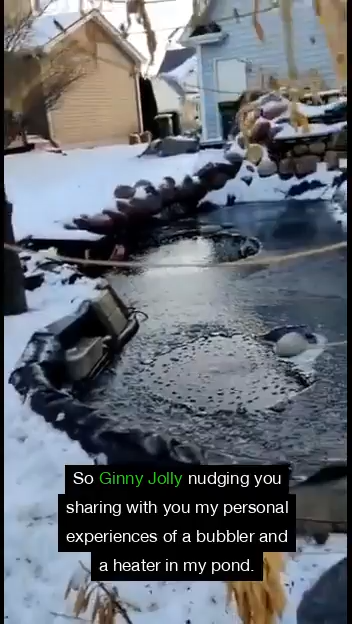 So Ginny Jolly nudging you
sharing with you my personal
experiences of a bubbler and
a heater in my pond.